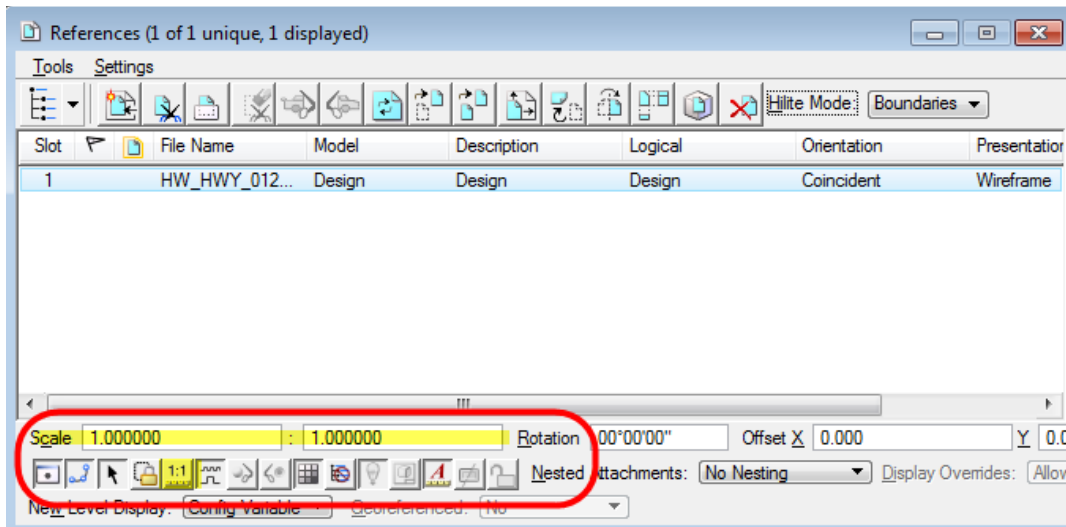 References (1 of 1 unique, 1 displayed)
Tools Settings
Hilite Mode: Boundaries
Slot File Name Model Description Logical Orientation Presentation
1 HW_HWY_012... Design Design Design Coincident Wireframe
Scale 1.000000 : 1.000000 Rotation 00°00'00" Offset X 0.000 Y 0.0
1:1 A Nested Attachments: No Nesting Display Overrides: Allow
New Level Display: Config Variable Georeferenced: No